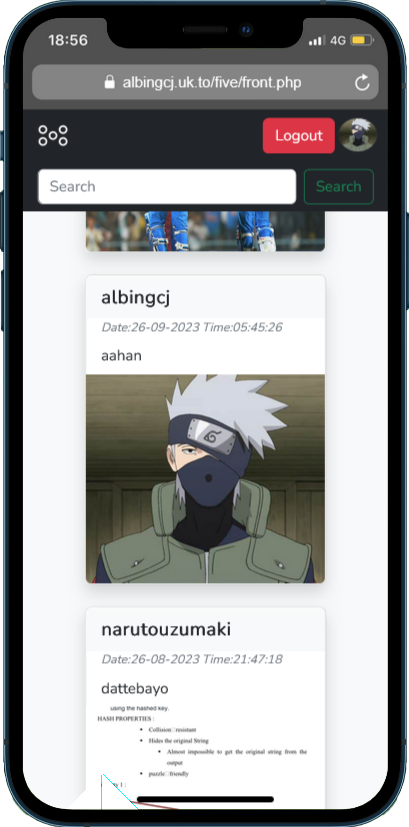 18:56
4G
albingcj.uk.to/five/front.php
Logout
Search
Search
albingcj
Date:26-09-2023 Time:05:45:26
aahan
narutouzumaki
Date:26-08-2023 Time:21:47:18
dattebayo
using the hashed key.
HASH PROPERTIES :
• Collision□resistant
• Hides the original String
• Almost impossible to get the original string from the
output
• puzzle□friendly